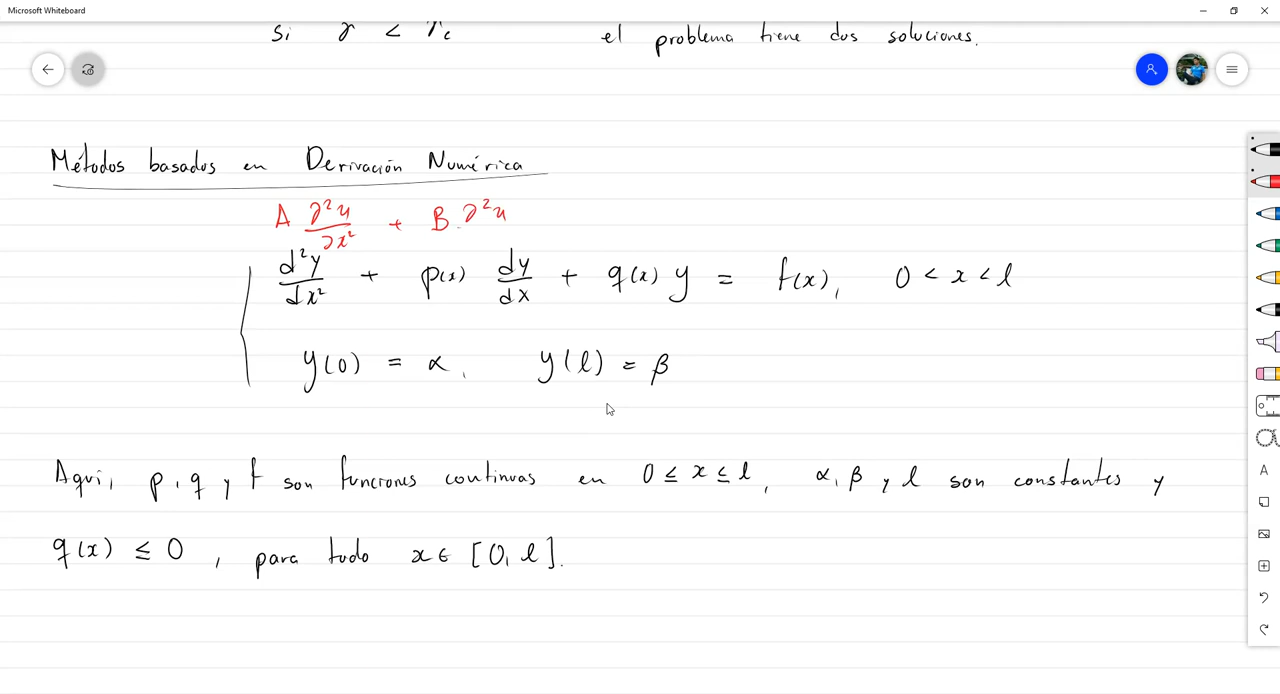 Microsoft Whiteboard
Si γ < γc el problema tiene dos soluciones.
Métodos basados en Derivación Numérica
A ∂²u/∂x² + B ∂²u
d²y/dx² + p(x) dy/dx + q(x) y = f(x), 0 < x < l
y(0) = α, y(l) = β
Aquí, p, q y f son funciones continuas en 0 ≤ x ≤ l, α, β y l son constantes y
q(x) ≤ 0, para todo x ∈ [0, l].
A